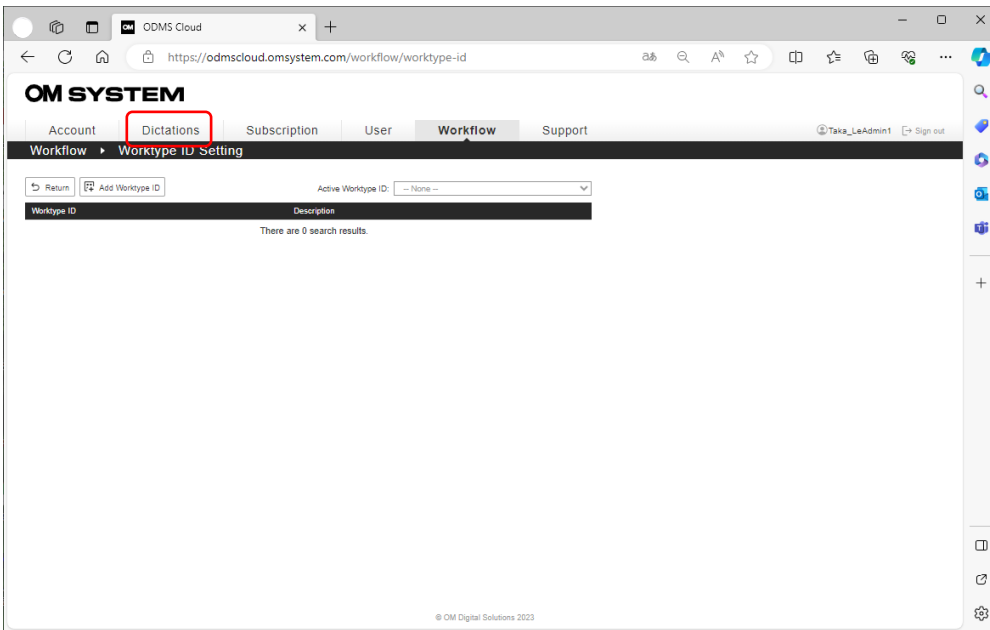 OM ODMS Cloud
https://odmscloud.omsystem.com/workflow/worktype-id
OM SYSTEM
Account Dictations Subscription User Workflow Support Taka_LeAdmin1 Sign out
Workflow ▸ Worktype ID Setting
Return Add Worktype ID Active Worktype ID: -- None --
Worktype ID Description
There are 0 search results.
© OM Digital Solutions 2023